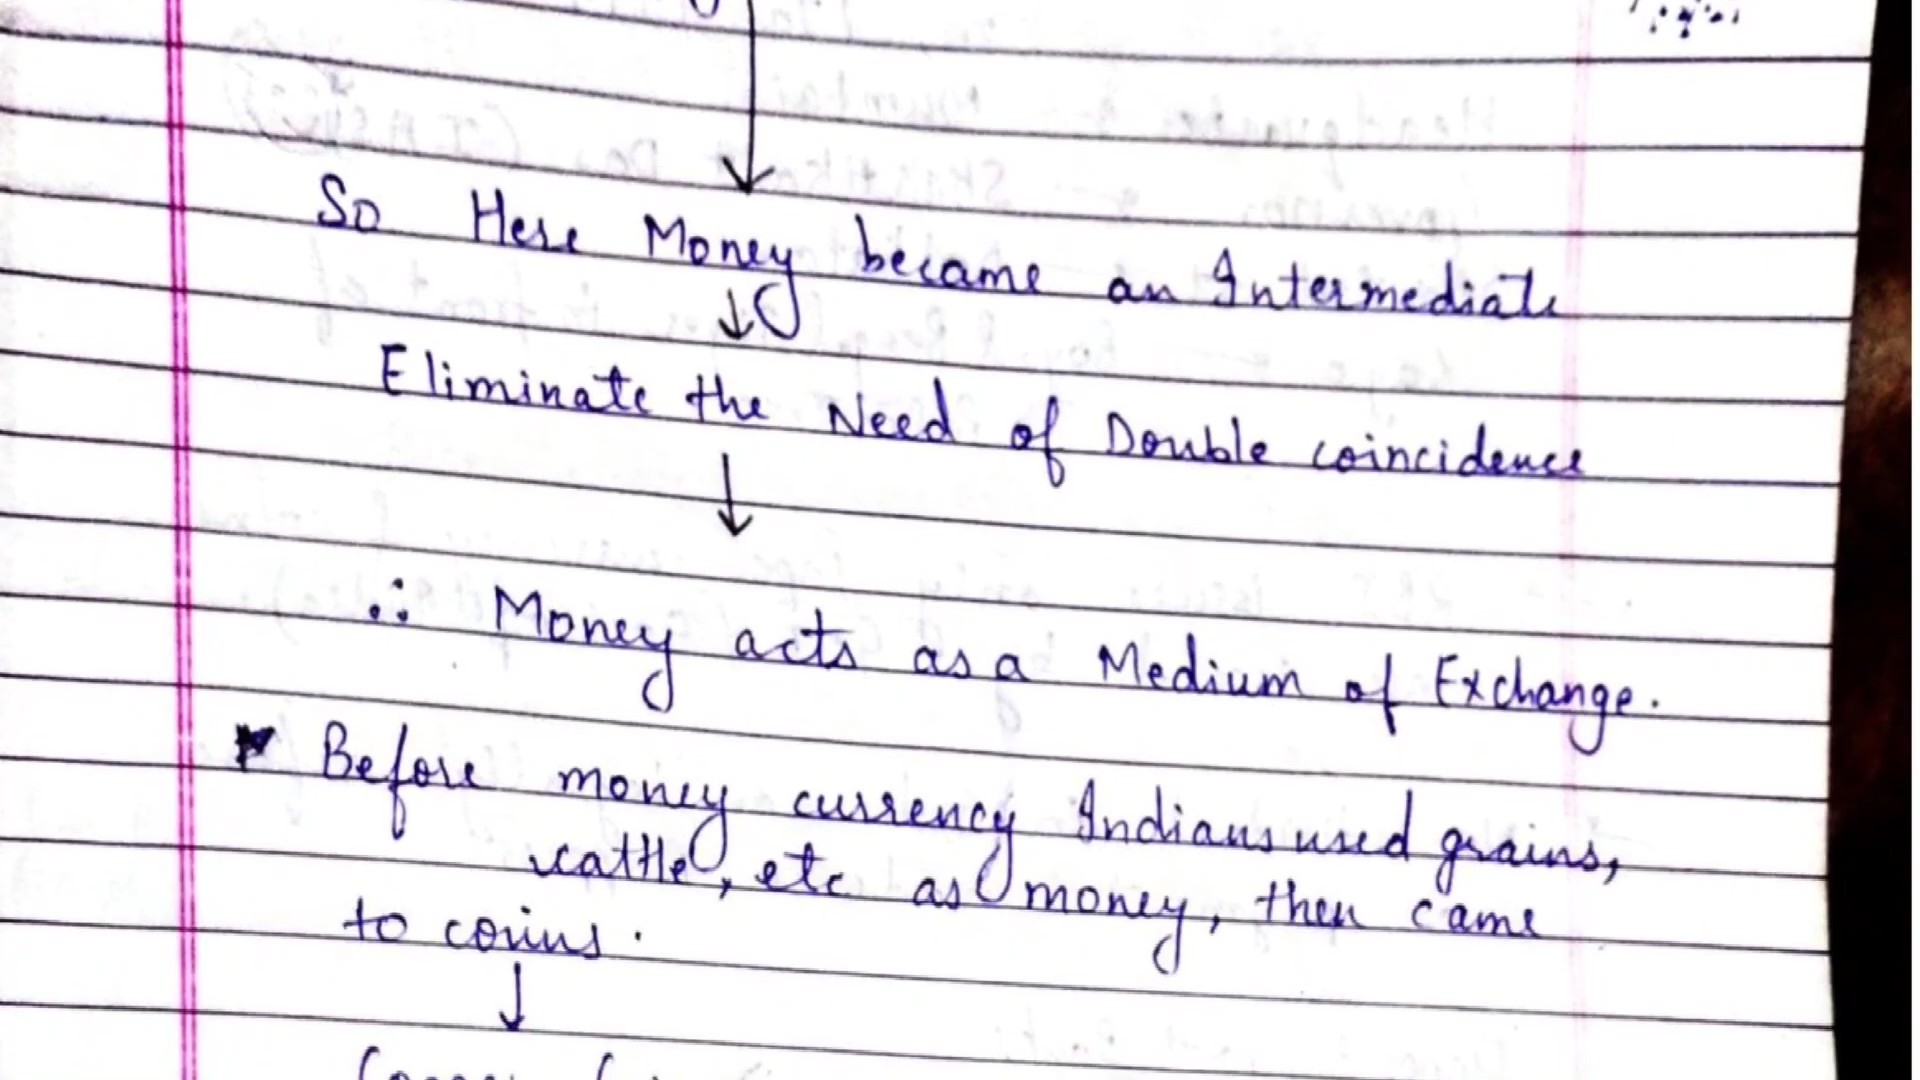 So Here Money became an Intermediate
↓
Eliminate the Need of Double coincidence
↓
∴ Money acts as a Medium of Exchange.
Before money currency Indians used grains,
cattle, etc as money, then came
to coins.
↓